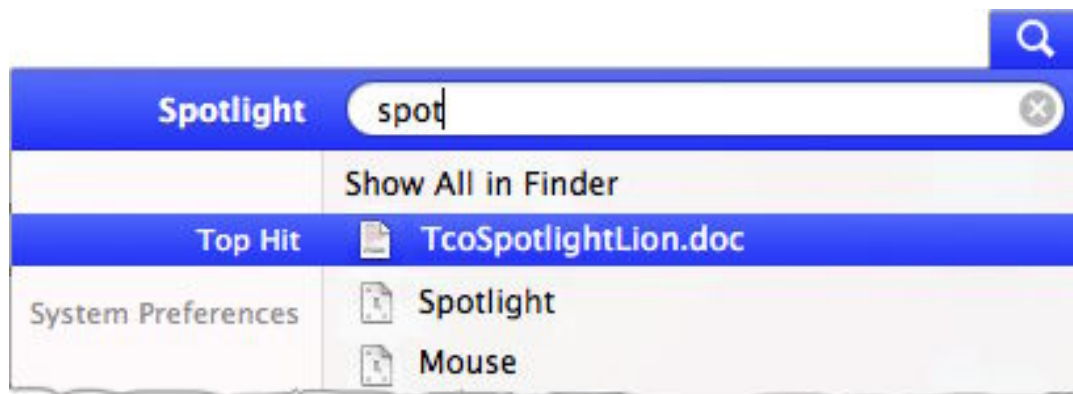 Spotlight spot
Show All in Finder
Top Hit TcoSpotlightLion.doc
System Preferences Spotlight
Mouse